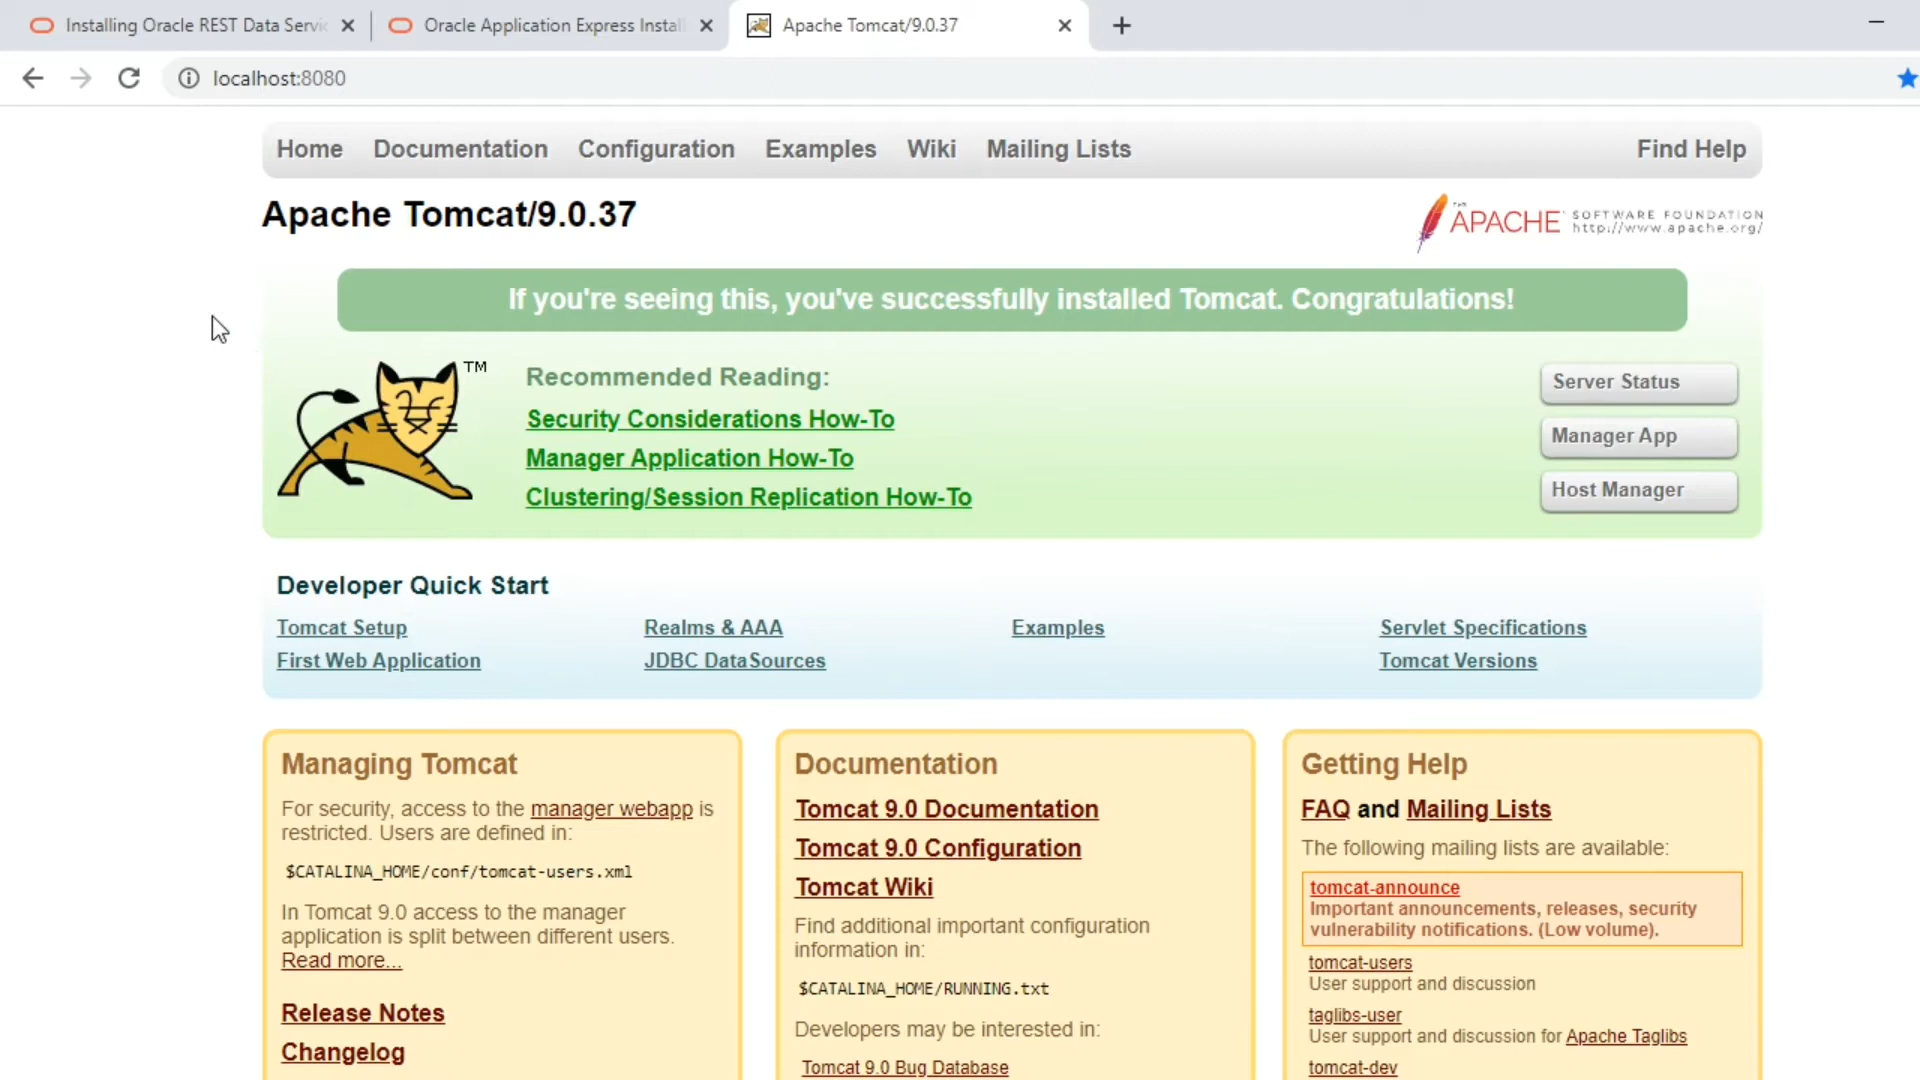 Installing Oracle REST Data Servic
Oracle Application Express Install
Apache Tomcat/9.0.37
localhost:8080
Home Documentation Configuration Examples Wiki Mailing Lists Find Help
Apache Tomcat/9.0.37
THE APACHE SOFTWARE FOUNDATION
http://www.apache.org/
If you're seeing this, you've successfully installed Tomcat. Congratulations!
TM
Recommended Reading:
Security Considerations How-To
Manager Application How-To
Clustering/Session Replication How-To
Server Status
Manager App
Host Manager
Developer Quick Start
Tomcat Setup
First Web Application
Realms & AAA
JDBC DataSources
Examples
Servlet Specifications
Tomcat Versions
Managing Tomcat
For security, access to the manager webapp is
restricted. Users are defined in:
$CATALINA_HOME/conf/tomcat-users.xml
In Tomcat 9.0 access to the manager
application is split between different users.
Read more...
Release Notes
Changelog
Documentation
Tomcat 9.0 Documentation
Tomcat 9.0 Configuration
Tomcat Wiki
Find additional important configuration
information in:
$CATALINA_HOME/RUNNING.txt
Developers may be interested in:
Tomcat 9.0 Bug Database
Getting Help
FAQ and Mailing Lists
The following mailing lists are available:
tomcat-announce
Important announcements, releases, security
vulnerability notifications. (Low volume).
tomcat-users
User support and discussion
taglibs-user
User support and discussion for Apache Taglibs
tomcat-dev